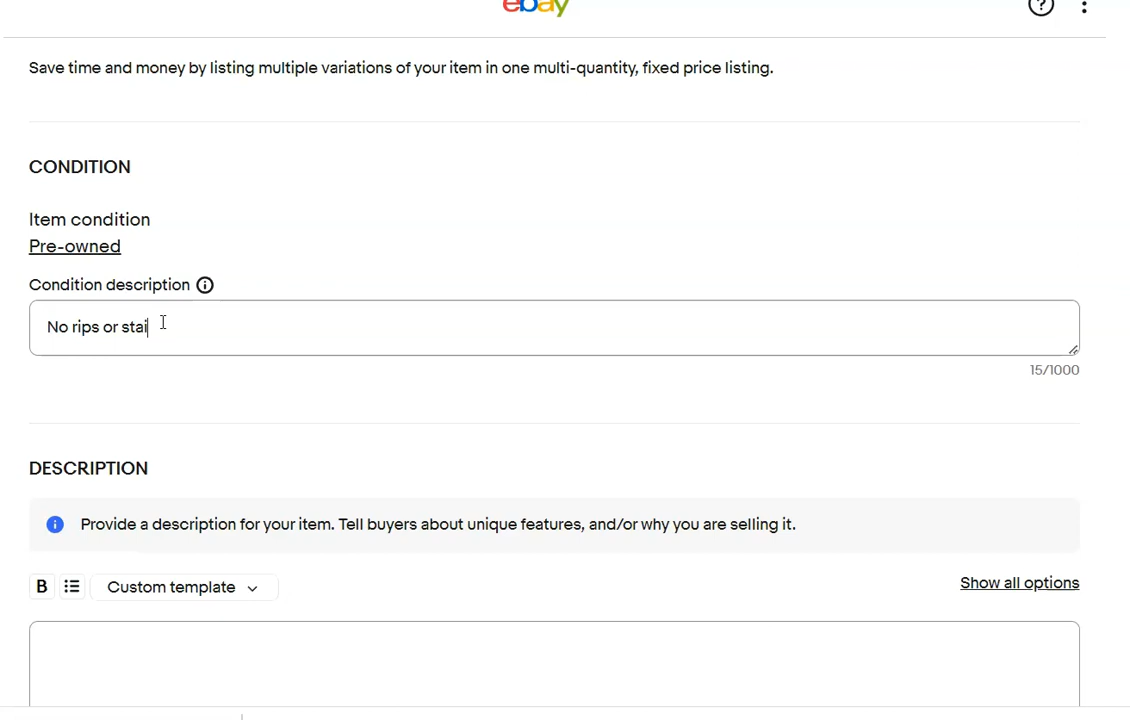 ebay
Save time and money by listing multiple variations of your item in one multi-quantity, fixed price listing.
CONDITION
Item condition
Pre-owned
Condition description
No rips or stai
15/1000
DESCRIPTION
Provide a description for your item. Tell buyers about unique features, and/or why you are selling it.
B Custom template Show all options